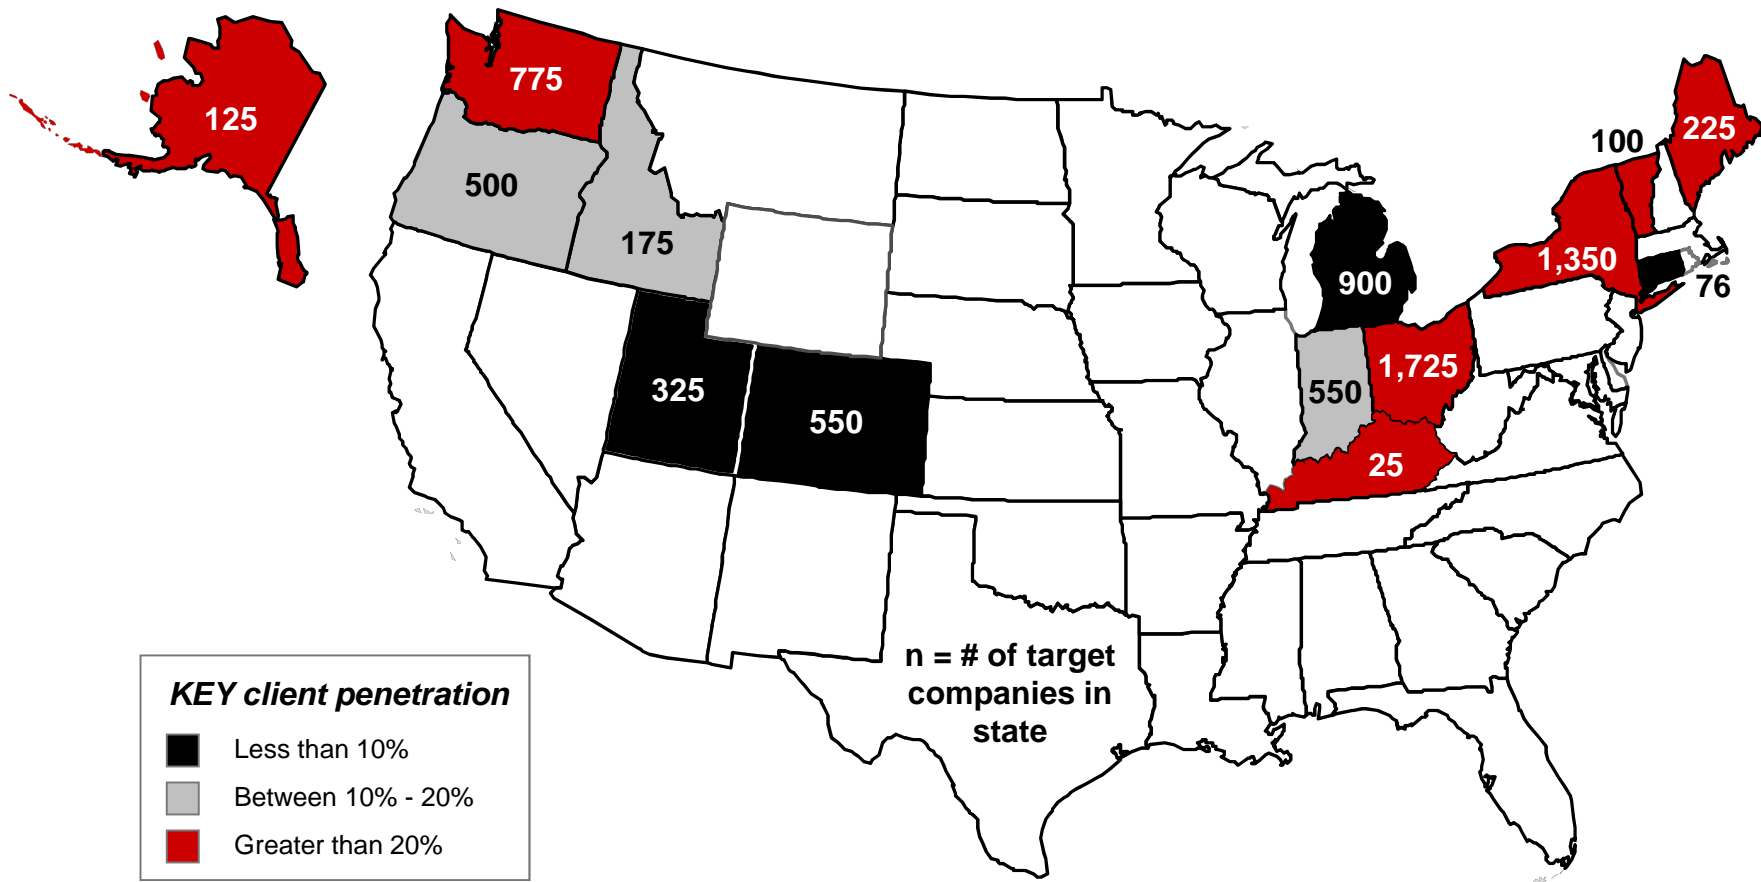 775
125
225
100
500
175
1,350
900
76
325
550
550
1,725
25
n = # of target
companies in
state
KEY client penetration
Less than 10%
Between 10% - 20%
Greater than 20%